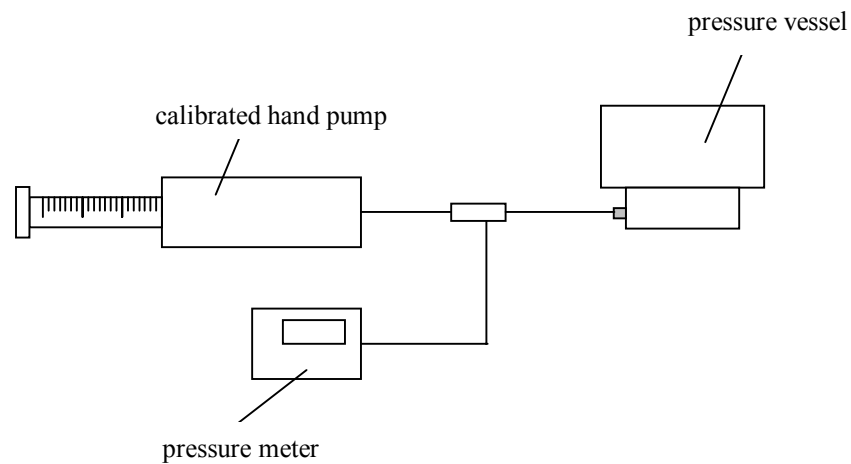 pressure vessel
calibrated hand pump
pressure meter